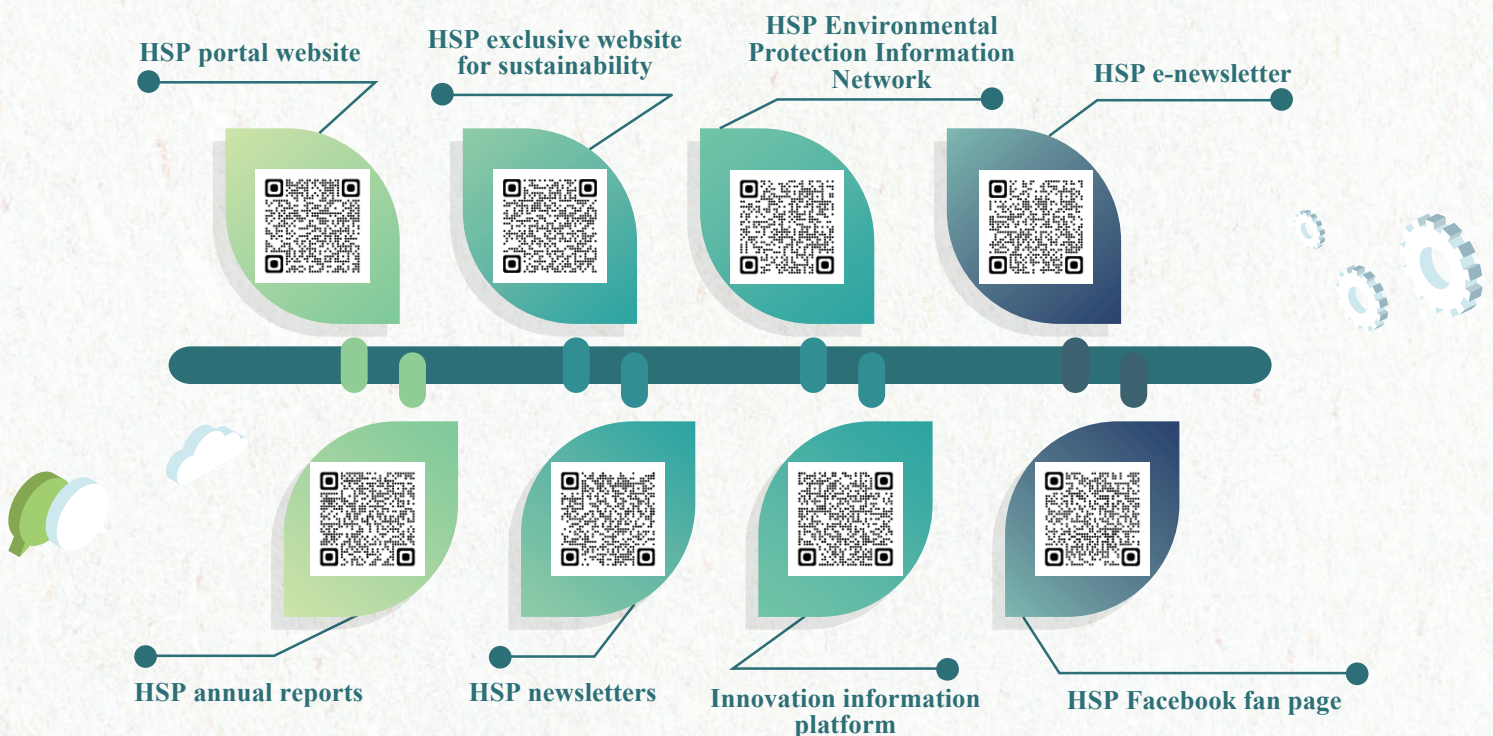 HSP portal website
HSP exclusive website
for sustainability
HSP Environmental
Protection Information
Network
HSP e-newsletter
HSP annual reports
HSP newsletters
Innovation information
platform
HSP Facebook fan page